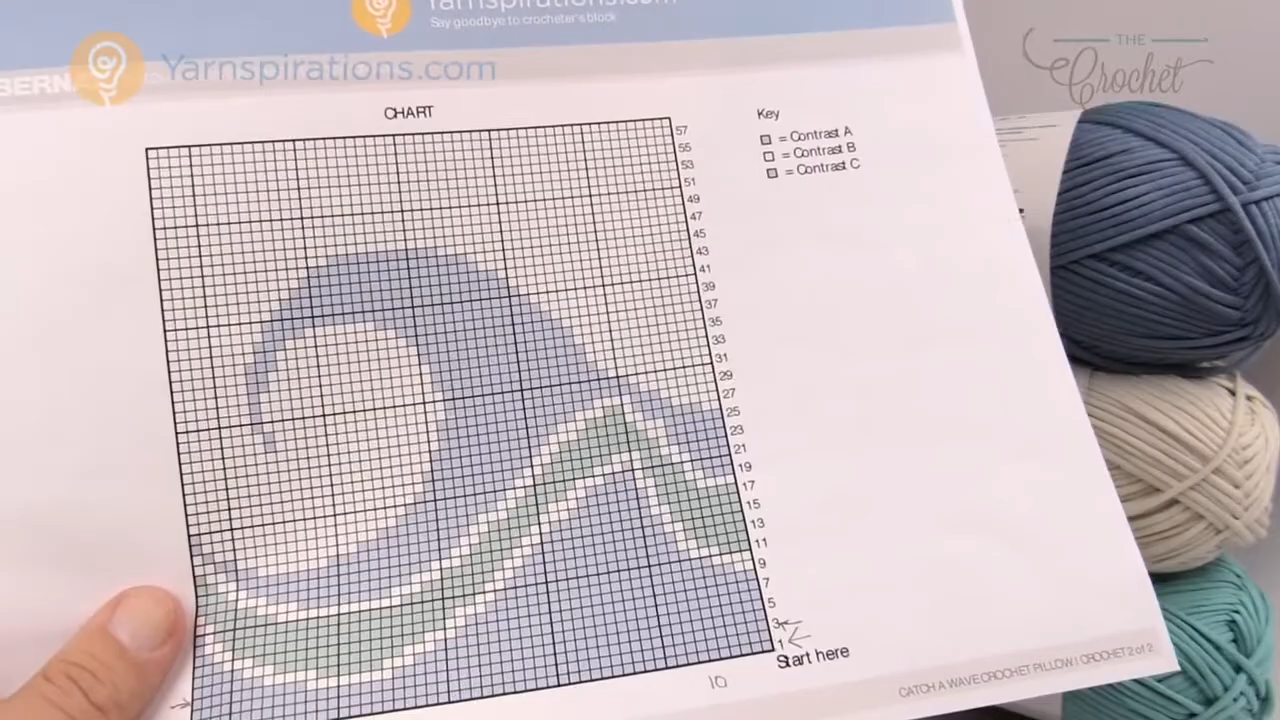 Yarnspirations.com
Say goodbye to crocheter's block
BERN
Yarnspirations.com
THE
Crochet
CHART
Key
= Contrast A
= Contrast B
= Contrast C
57
55
53
51
49
47
45
43
41
39
37
35
33
31
29
27
25
23
21
19
17
15
13
11
9
7
5
3
1
Start here
10
CATCH A WAVE CROCHET PILLOW | CROCHET 2 of 2